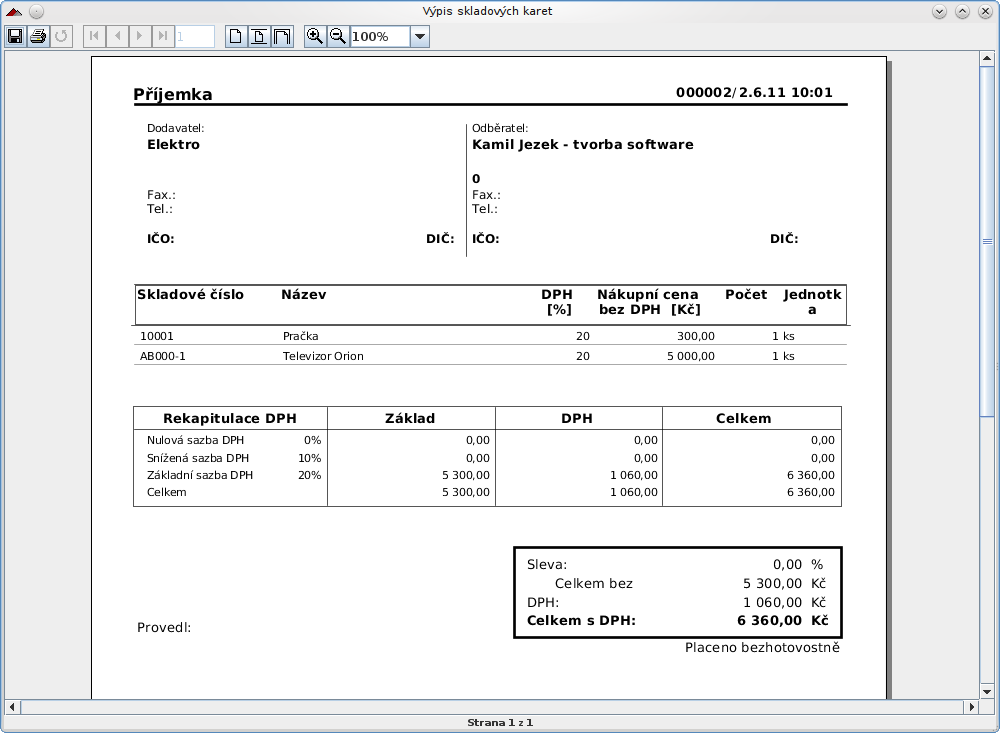 Výpis skladových karet
1
100%
Příjemka 000002/2.6.11 10:01
Dodavatel: Odběratel:
Elektro Kamil Jezek - tvorba software
0
Fax.: Fax.:
Tel.: Tel.:
IČO: DIČ: IČO: DIČ:
Skladové číslo Název DPH Nákupní cena Počet Jednotk
[%] bez DPH [Kč] a
10001 Pračka 20 300,00 1 ks
AB000-1 Televizor Orion 20 5 000,00 1 ks
Rekapitulace DPH Základ DPH Celkem
Nulová sazba DPH 0% 0,00 0,00 0,00
Snížená sazba DPH 10% 0,00 0,00 0,00
Základní sazba DPH 20% 5 300,00 1 060,00 6 360,00
Celkem 5 300,00 1 060,00 6 360,00
Sleva: 0,00 %
Celkem bez 5 300,00 Kč
DPH: 1 060,00 Kč
Celkem s DPH: 6 360,00 Kč
Provedl:
Placeno bezhotovostně
Strana 1 z 1